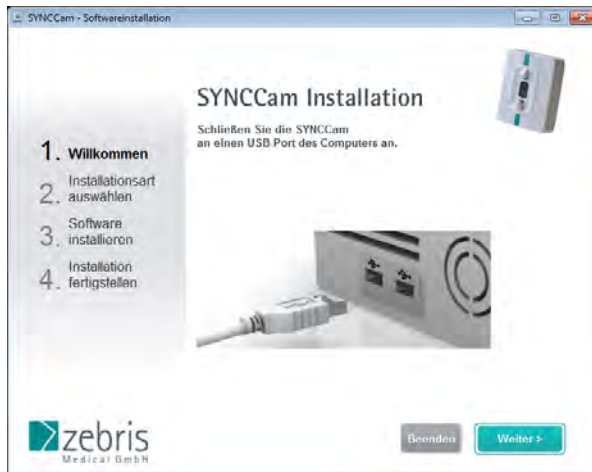 SYNCCam - Softwareinstallation
SYNCCam Installation
Schließen Sie die SYNCCam
an einen USB Port des Computers an.
1. Willkommen
2. Installationsart
auswählen
3. Software
installieren
4. Installation
fertigstellen
zebris
Medical GmbH
Beenden
Weiter >